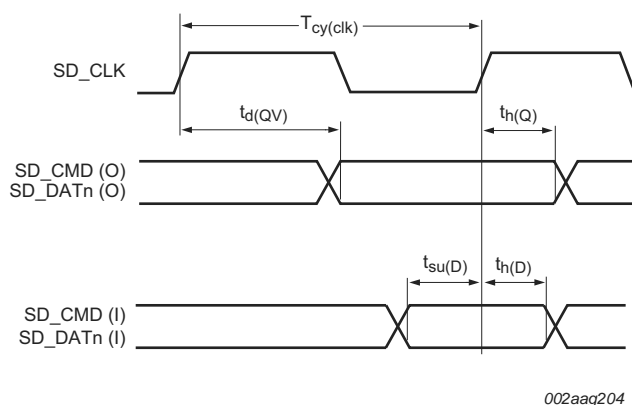 T_cy(clk)
SD_CLK
t_d(QV)
t_h(Q)
SD_CMD (O)
SD_DATn (O)
t_su(D)
t_h(D)
SD_CMD (I)
SD_DATn (I)
002aag204